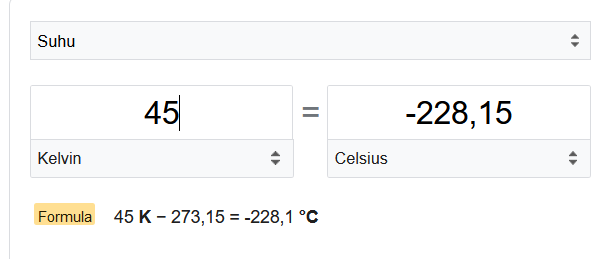 Suhu
45 = -228,15
Kelvin Celsius
Formula 45 K − 273,15 = -228,1 °C